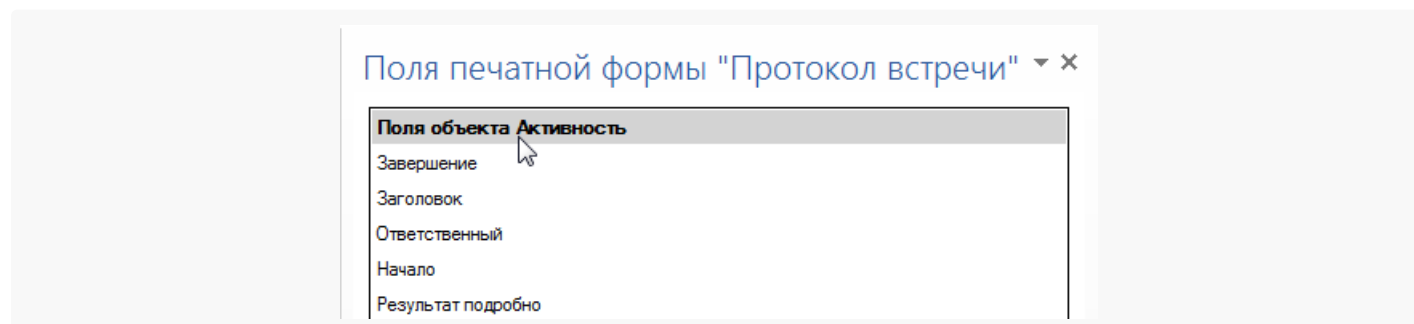 Поля печатной формы "Протокол встречи"
Поля объекта Активность
Завершение
Заголовок
Ответственный
Начало
Результат подробно